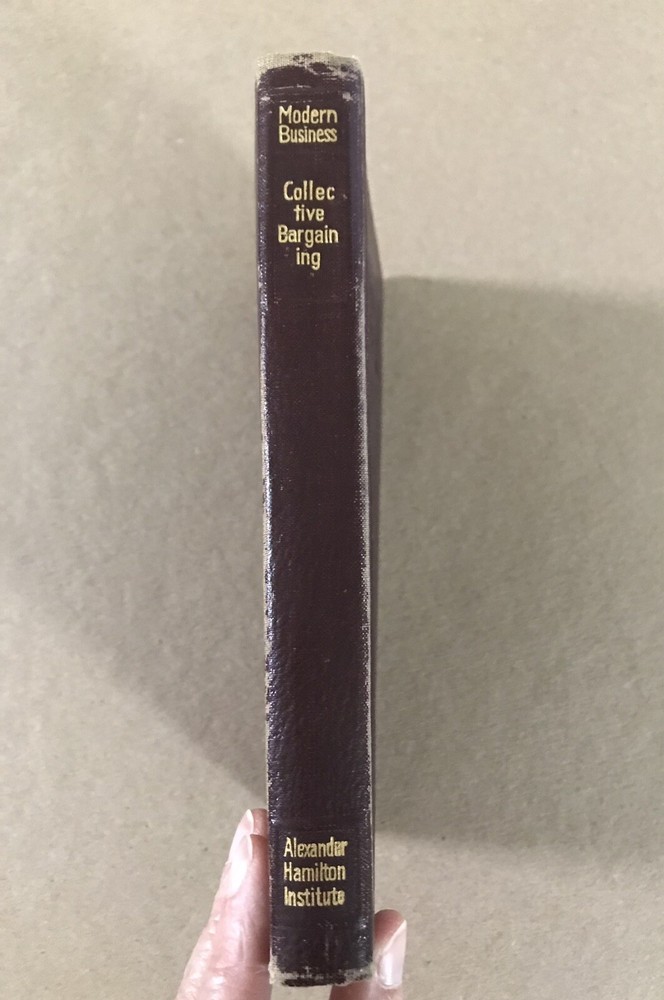 Modern
Business
Collec
tive
Bargain
ing
Alexander
Hamilton
Institute